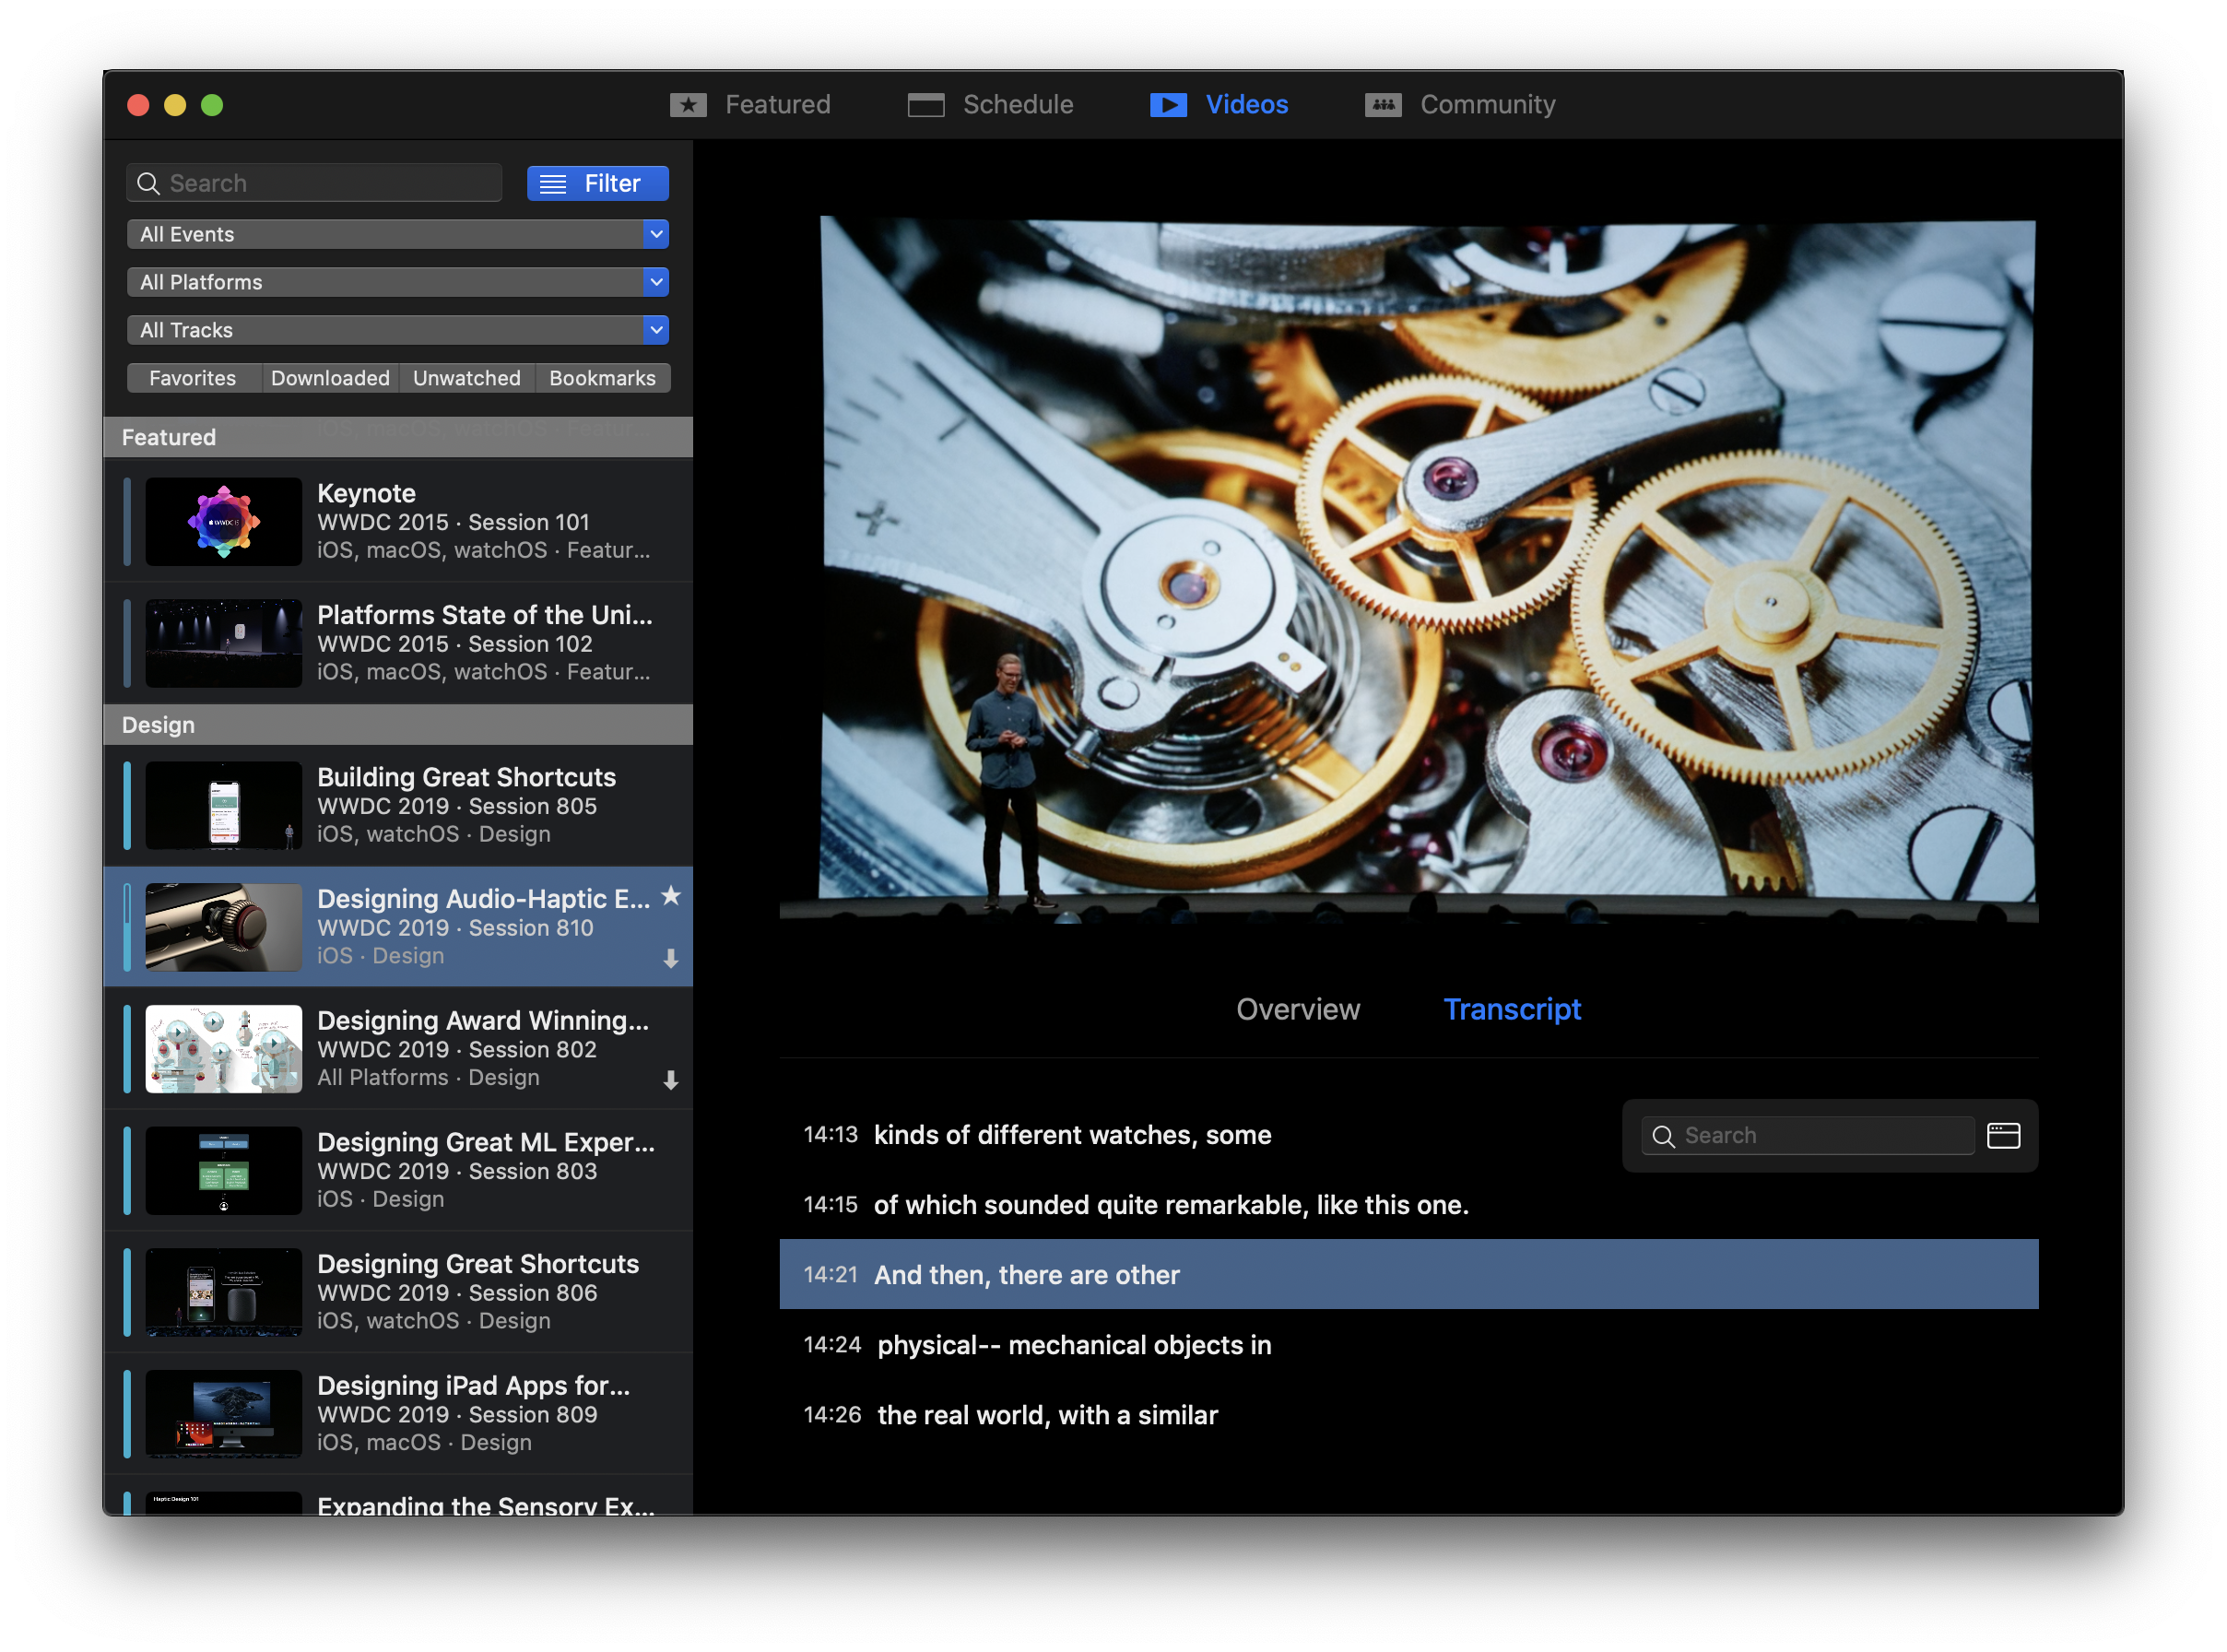 Featured
Schedule
Videos
Community
Search
Filter
All Events
All Platforms
All Tracks
Favorites
Downloaded
Unwatched
Bookmarks
Featured
Keynote
WWDC 2015 · Session 101
iOS, macOS, watchOS · Featur...
Platforms State of the Uni...
WWDC 2015 · Session 102
iOS, macOS, watchOS · Featur...
Design
Building Great Shortcuts
WWDC 2019 · Session 805
iOS, watchOS · Design
Designing Audio-Haptic E...
WWDC 2019 · Session 810
iOS · Design
Designing Award Winning...
WWDC 2019 · Session 802
All Platforms · Design
Designing Great ML Exper...
WWDC 2019 · Session 803
iOS · Design
Designing Great Shortcuts
WWDC 2019 · Session 806
iOS, watchOS · Design
Designing iPad Apps for...
WWDC 2019 · Session 809
iOS, macOS · Design
Haptic Design 101
Expanding the Sensory Ex...
Overview
Transcript
Search
14:13 kinds of different watches, some
14:15 of which sounded quite remarkable, like this one.
14:21 And then, there are other
14:24 physical-- mechanical objects in
14:26 the real world, with a similar